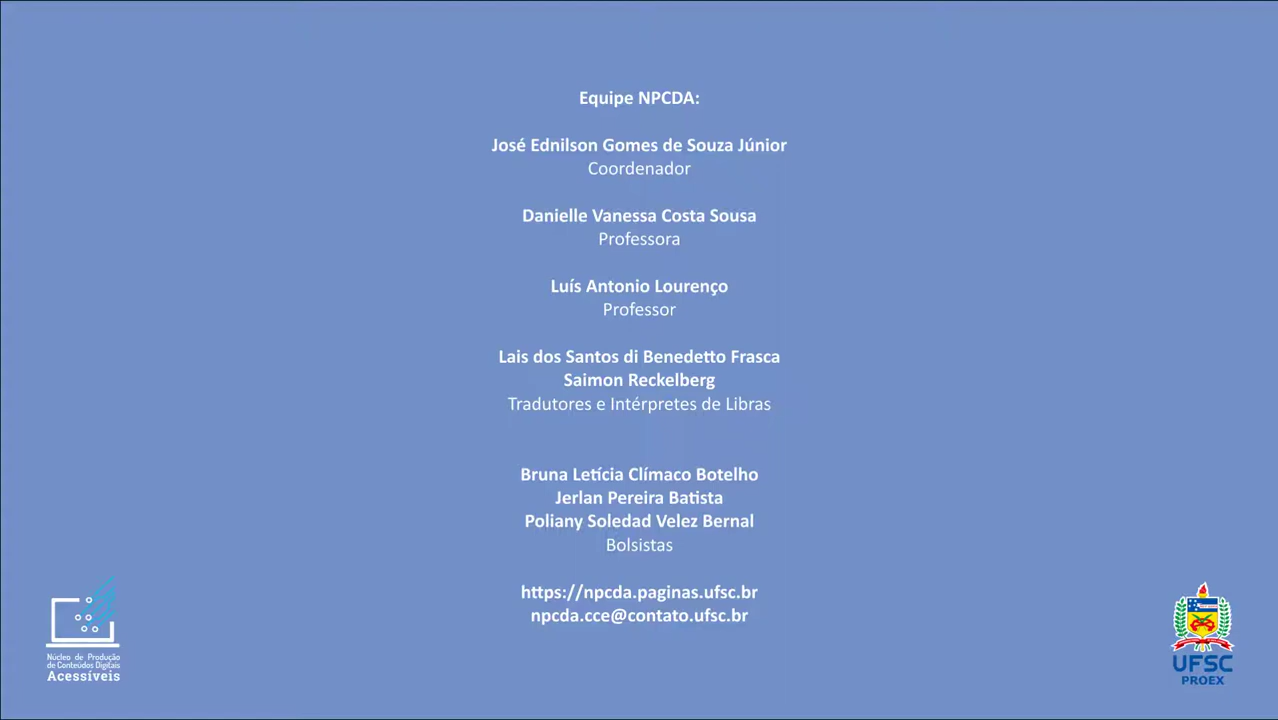 Equipe NPCDA:
José Ednilson Gomes de Souza Júnior
Coordenador
Danielle Vanessa Costa Sousa
Professora
Luís Antonio Lourenço
Professor
Lais dos Santos di Benedetto Frasca
Saimon Reckelberg
Tradutores e Intérpretes de Libras
Bruna Letícia Clímaco Botelho
Jerlan Pereira Batista
Poliany Soledad Velez Bernal
Bolsistas
https://npcda.paginas.ufsc.br
npcda.cce@contato.ufsc.br
Núcleo de Produção
de Conteúdos Digitais
Acessíveis
UFSC
PROEX